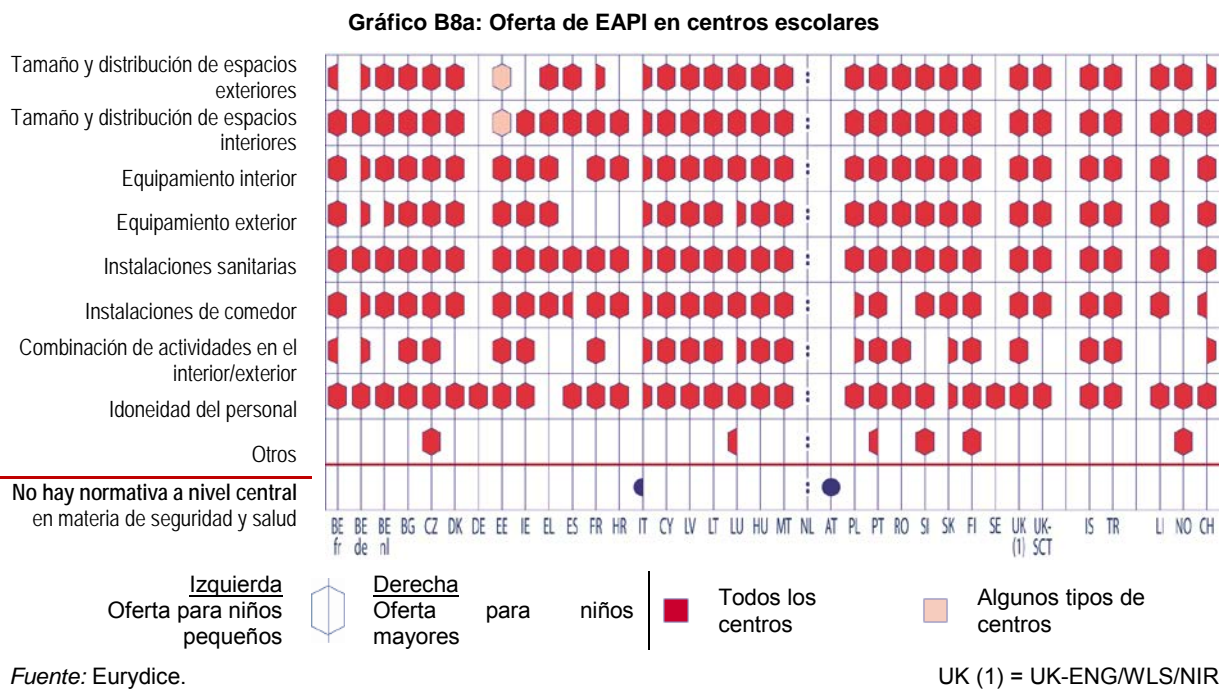 Gráfico B8a: Oferta de EAPI en centros escolares
Tamaño y distribución de espacios
exteriores
Tamaño y distribución de espacios
interiores
Equipamiento interior
Equipamiento exterior
Instalaciones sanitarias
Instalaciones de comedor
Combinación de actividades en el
interior/exterior
Idoneidad del personal
Otros
No hay normativa a nivel central
en materia de seguridad y salud
BE BE BE BG CZ DK DE EE IE EL ES FR HR IT CY LV LT LU HU MT NL AT PL PT RO SI SK FI SE UK UK- IS TR LI NO CH
fr de nl (1) SCT
Izquierda Derecha
Oferta para niños Oferta para niños Todos los Algunos tipos de
pequeños mayores centros centros
Fuente: Eurydice. UK (1) = UK-ENG/WLS/NIR